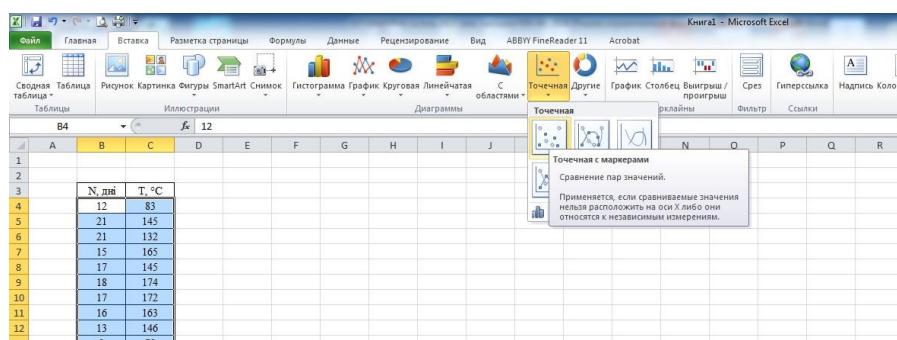 Книга1 - Microsoft Excel
Файл Главная Вставка Разметка страницы Формулы Данные Рецензирование Вид ABBYY FineReader 11 Acrobat
Сводная таблица Таблица Рисунок Картинка Фигуры SmartArt Снимок Гистограмма График Круговая Линейчатая С областями Точечная Другие График Столбец Выигрыш / проигрыш Срез Гиперссылка Надпись Коло
Таблицы Иллюстрации Диаграммы рклайны Фильтр Ссылки
Точечная
B4 fx 12
A B C D E F G H I J N O P Q R
Точечная с маркерами
Сравнение пар значений.
Применяется, если сравниваемые значения
нельзя расположить на оси X либо они
относятся к независимым измерениям.
1
2
3 N, дні T, °C
4 12 83
5 21 145
6 21 132
7 15 165
8 17 145
9 18 174
10 17 172
11 16 163
12 13 146